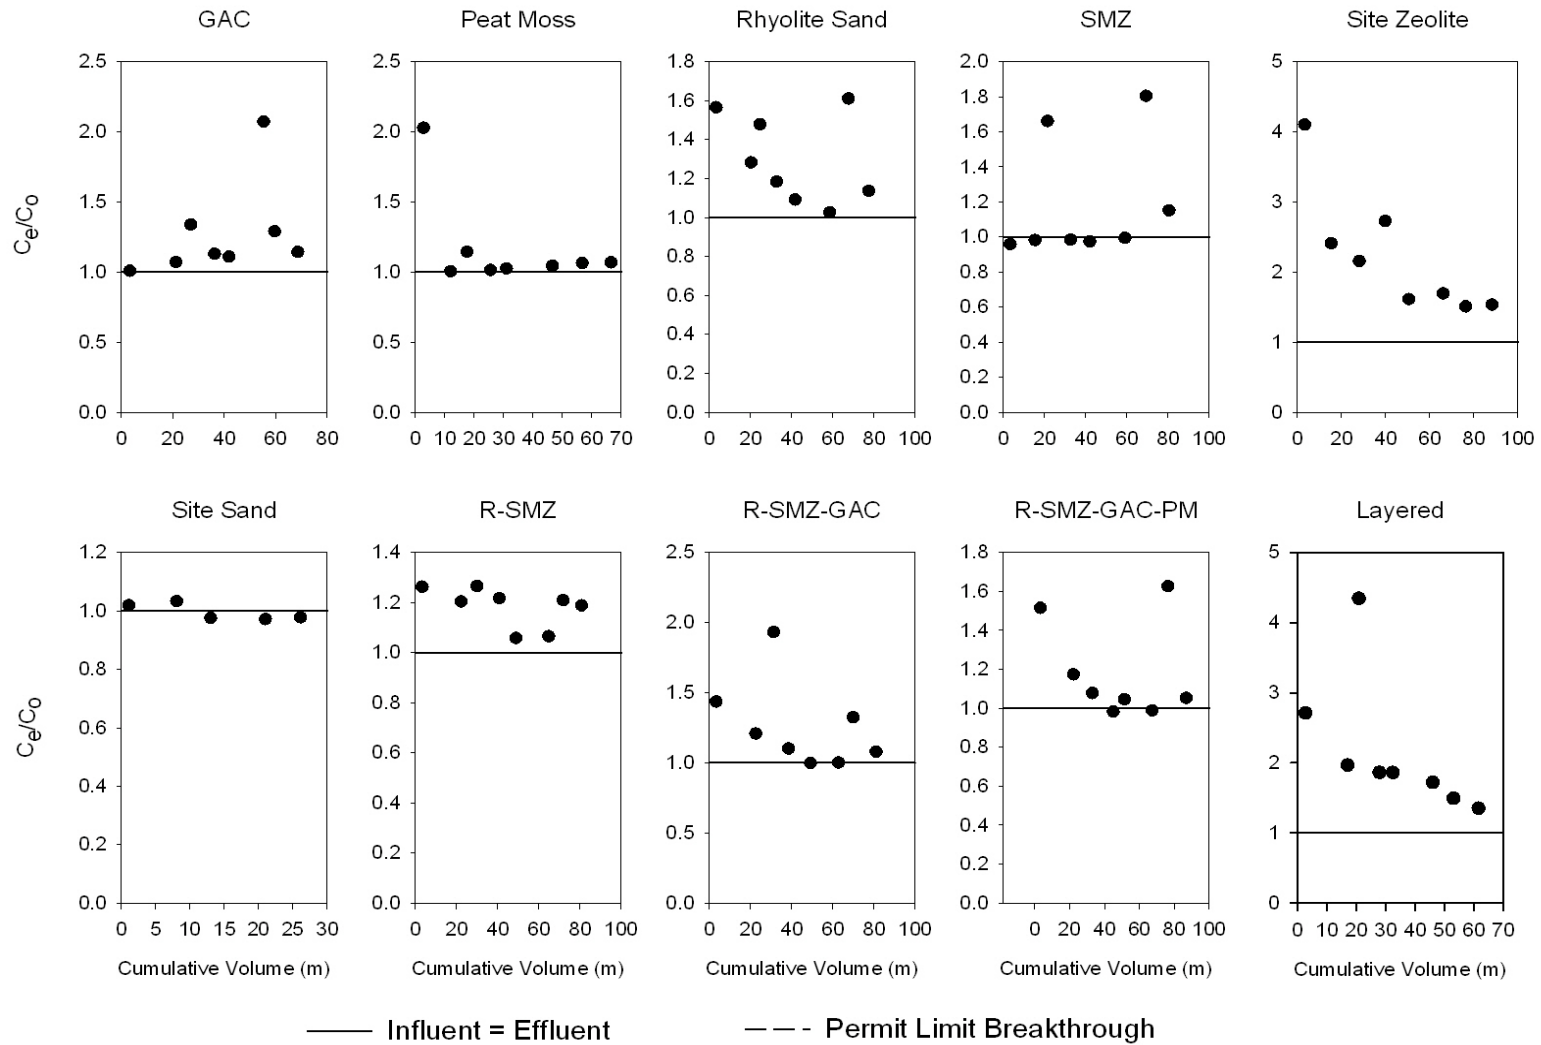 GAC Peat Moss Rhyolite Sand SMZ Site Zeolite
2.5 2.5 1.8 2.0 5
1.6 1.8
2.0 2.0 1.4 1.6 4
1.5 1.5 1.2 1.4 3
1.2
Ce/Co
1.0 1.0 1.0 1.0 2
0.8 0.8
0.5 0.5 0.6 0.6 1
0.4 0.4
0.2 0.2
0.0 0.0 0.0 0.0 0
0 20 40 60 80 0 10 20 30 40 50 60 70 0 20 40 60 80 100 0 20 40 60 80 100 0 20 40 60 80 100
Site Sand R-SMZ R-SMZ-GAC R-SMZ-GAC-PM Layered
1.2 1.4 2.5 1.8 5
1.2 1.6
1.0 1.0 2.0 1.4 4
0.8 0.8 1.5 1.2 3
Ce/Co
0.6 0.6 1.0 1.0 2
0.8
0.4 0.4 0.5 0.6 1
0.4
0.2 0.2 0.2
0.0 0.0 0.0 0.0 0
0 5 10 15 20 25 30 0 20 40 60 80 100 0 20 40 60 80 100 0 20 40 60 80 100 0 10 20 30 40 50 60 70
Cumulative Volume (m) Cumulative Volume (m) Cumulative Volume (m) Cumulative Volume (m) Cumulative Volume (m)
Influent = Effluent Permit Limit Breakthrough